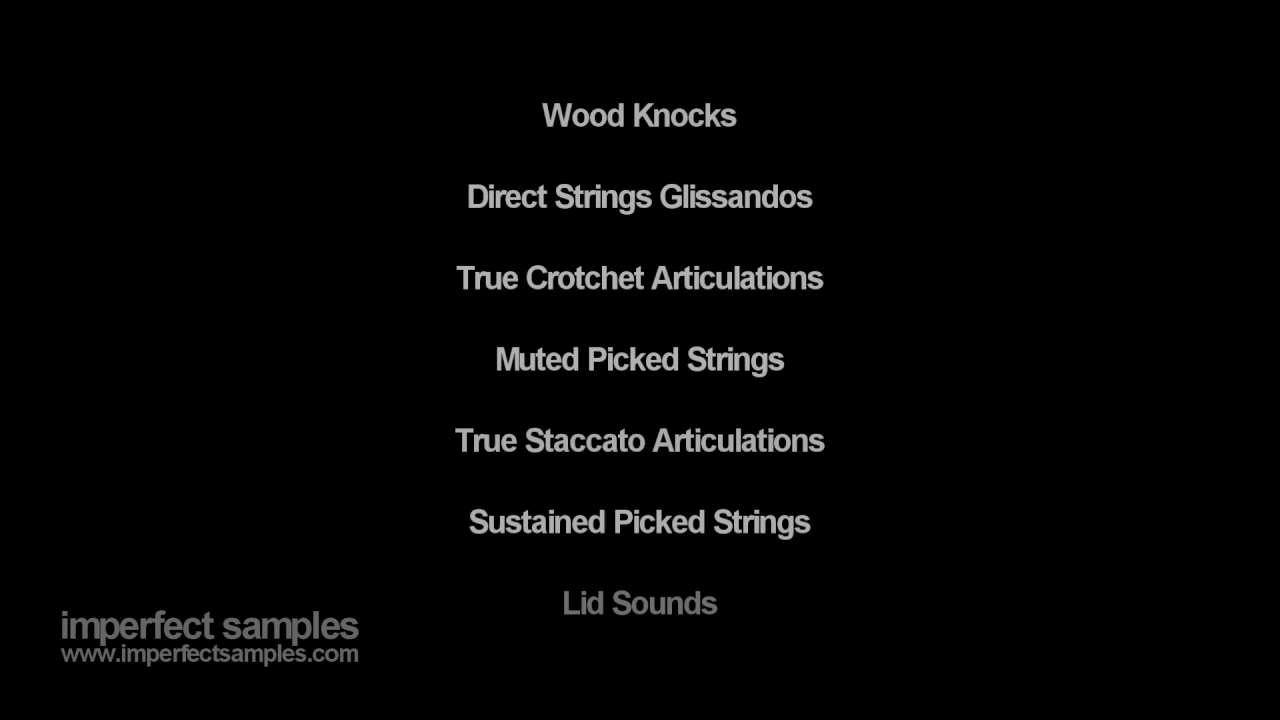 Wood Knocks
Direct Strings Glissandos
True Crotchet Articulations
Muted Picked Strings
True Staccato Articulations
Sustained Picked Strings
Lid Sounds
imperfect samples
www.imperfectsamples.com